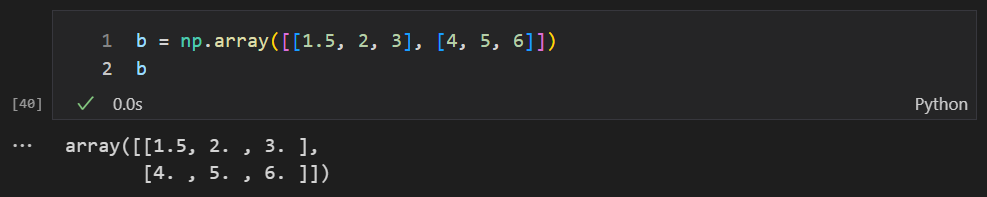 1 b = np.array([[1.5, 2, 3], [4, 5, 6]])
2 b
[40] ✓ 0.0s Python
... array([[1.5, 2. , 3. ],
[4. , 5. , 6. ]])